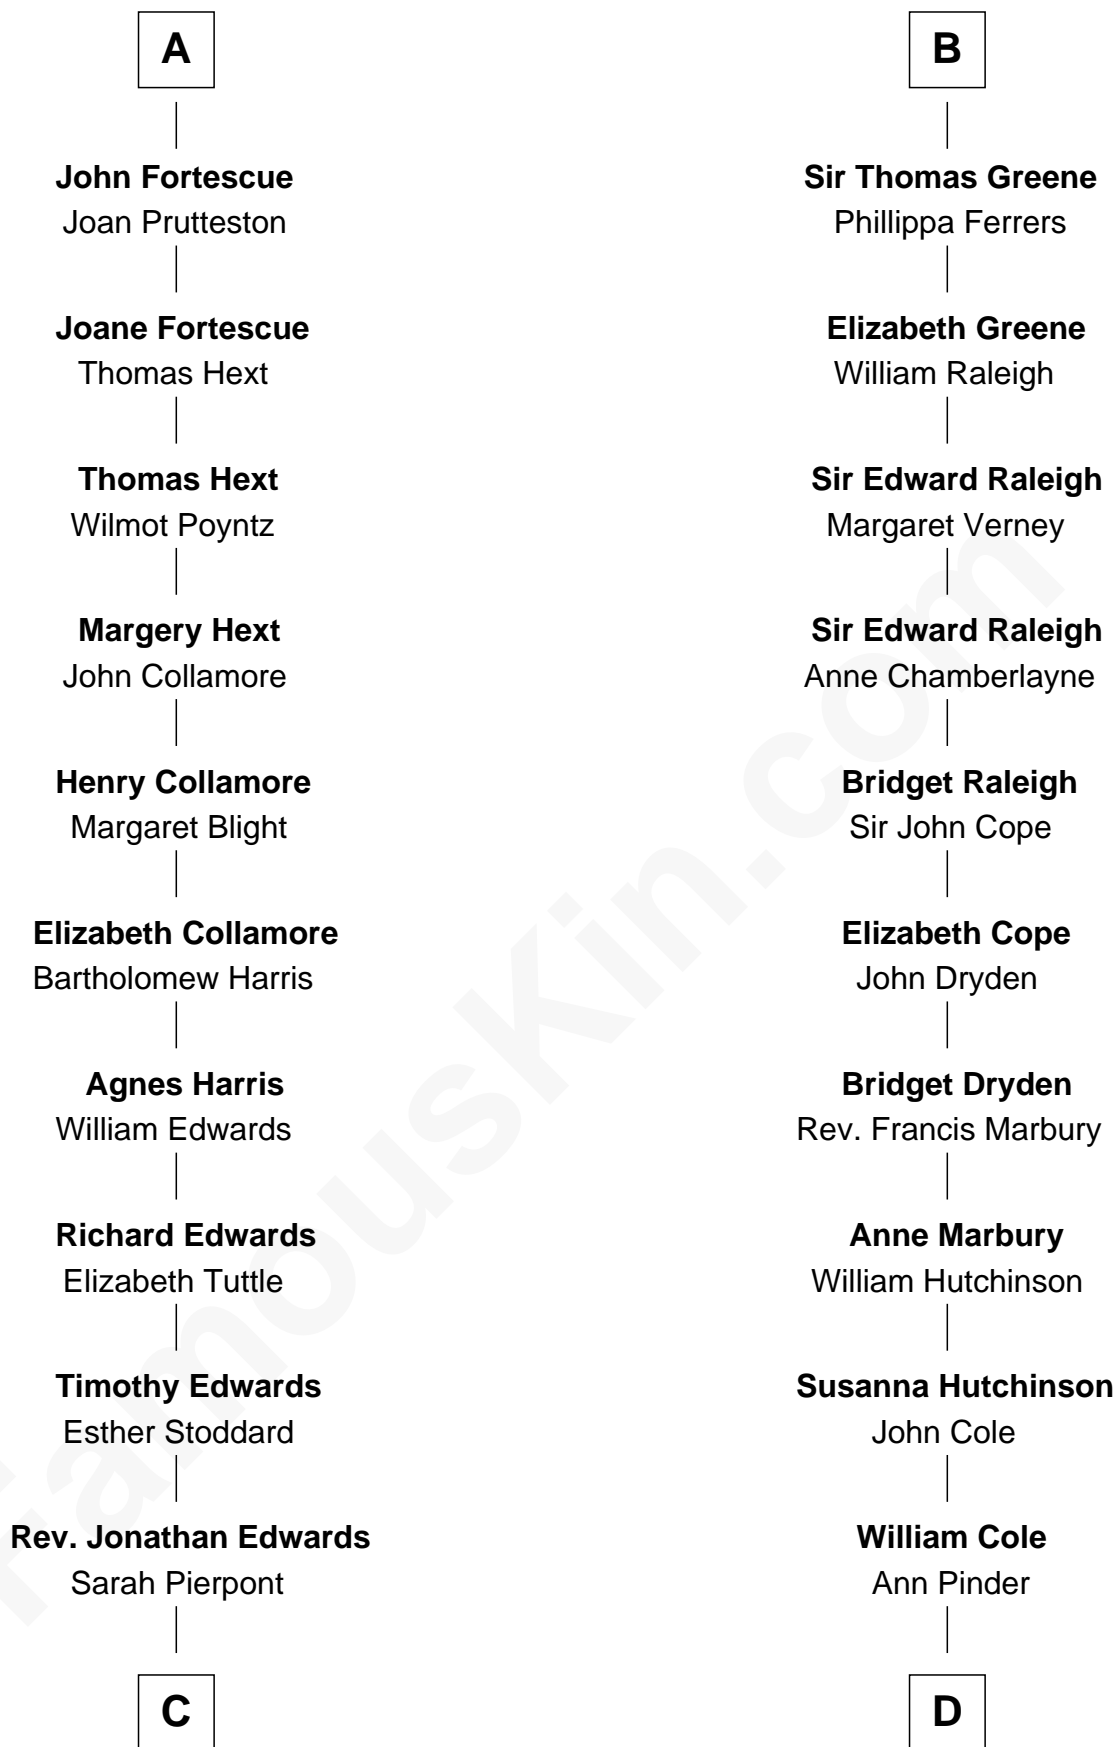 A
John Fortescue
Joan Prutteston
Joane Fortescue
Thomas Hext
Thomas Hext
Wilmot Poyntz
Margery Hext
John Collamore
Henry Collamore
Margaret Blight
Elizabeth Collamore
Bartholomew Harris
Agnes Harris
William Edwards
Richard Edwards
Elizabeth Tuttle
Timothy Edwards
Esther Stoddard
Rev. Jonathan Edwards
Sarah Pierpont
C
B
Sir Thomas Greene
Phillippa Ferrers
Elizabeth Greene
William Raleigh
Sir Edward Raleigh
Margaret Verney
Sir Edward Raleigh
Anne Chamberlayne
Bridget Raleigh
Sir John Cope
Elizabeth Cope
John Dryden
Bridget Dryden
Rev. Francis Marbury
Anne Marbury
William Hutchinson
Susanna Hutchinson
John Cole
William Cole
Ann Pinder
D
FamousKin.com